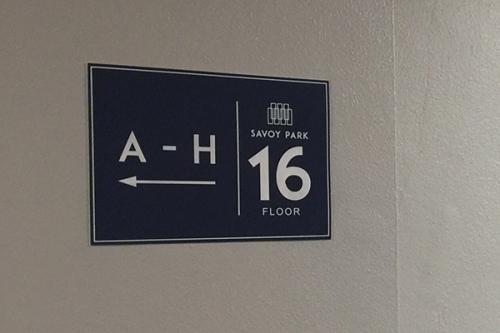 A - H
SAVOY PARK
16
FLOOR